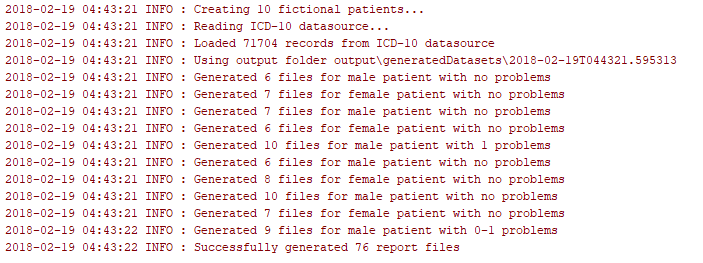 2018-02-19 04:43:21 INFO : Creating 10 fictional patients...
2018-02-19 04:43:21 INFO : Reading ICD-10 datasource...
2018-02-19 04:43:21 INFO : Loaded 71704 records from ICD-10 datasource
2018-02-19 04:43:21 INFO : Using output folder output\generatedDatasets\2018-02-19T044321.595313
2018-02-19 04:43:21 INFO : Generated 6 files for male patient with no problems
2018-02-19 04:43:21 INFO : Generated 7 files for female patient with no problems
2018-02-19 04:43:21 INFO : Generated 7 files for male patient with no problems
2018-02-19 04:43:21 INFO : Generated 6 files for female patient with no problems
2018-02-19 04:43:21 INFO : Generated 10 files for male patient with 1 problems
2018-02-19 04:43:21 INFO : Generated 6 files for male patient with no problems
2018-02-19 04:43:21 INFO : Generated 8 files for female patient with no problems
2018-02-19 04:43:21 INFO : Generated 10 files for male patient with no problems
2018-02-19 04:43:21 INFO : Generated 7 files for female patient with no problems
2018-02-19 04:43:22 INFO : Generated 9 files for male patient with 0-1 problems
2018-02-19 04:43:22 INFO : Successfully generated 76 report files